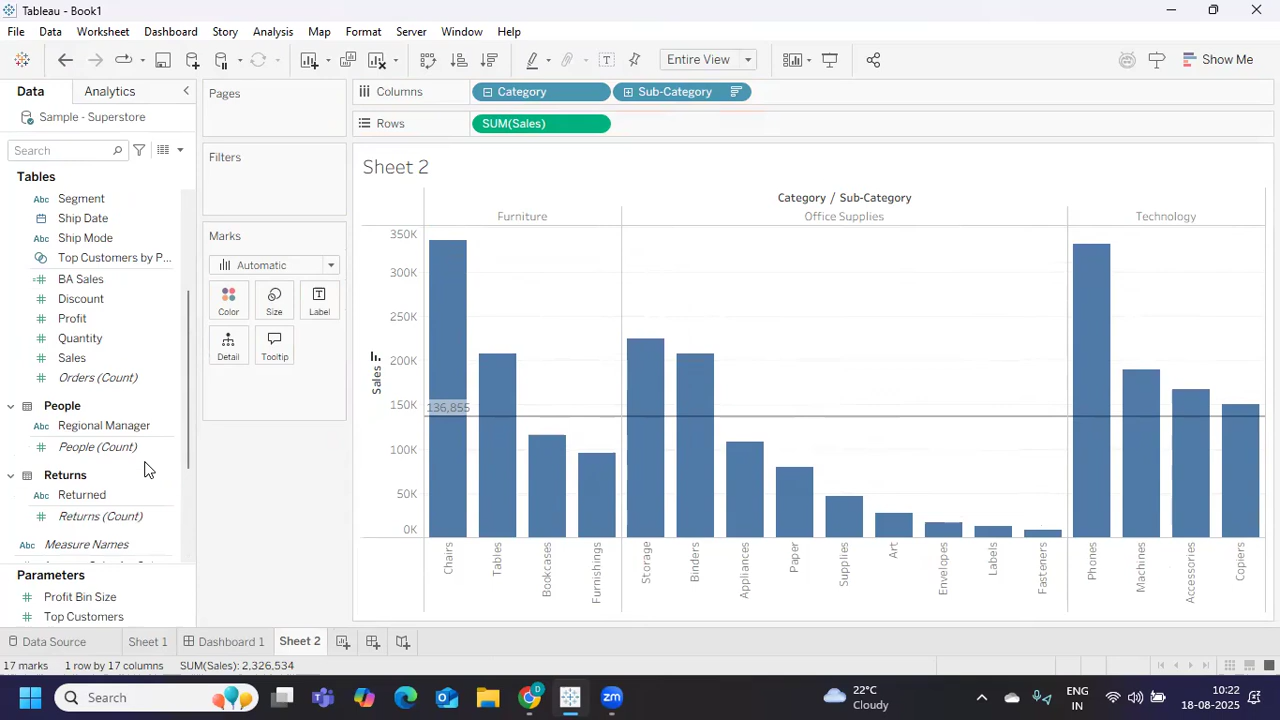 Tableau - Book1
File Data Worksheet Dashboard Story Analysis Map Format Server Window Help
Entire View
Show Me
Data Analytics
Sample - Superstore
Search
Tables
Segment
Ship Date
Ship Mode
Top Customers by P...
BA Sales
Discount
Profit
Quantity
Sales
Orders (Count)
People
Regional Manager
People (Count)
Returns
Returned
Returns (Count)
Measure Names
Parameters
Profit Bin Size
Top Customers
Pages
Filters
Marks
Automatic
Color Size Label
Detail Tooltip
Columns Category Sub-Category
Rows SUM(Sales)
Sheet 2
Category / Sub-Category
Furniture Office Supplies Technology
350K
300K
250K
200K
150K
100K
50K
0K
Sales
136,855
Chairs Tables Bookcases Furnishings Storage Binders Appliances Paper Supplies Art Envelopes Labels Fasteners Phones Machines Accessories Copiers
Data Source Sheet 1 Dashboard 1 Sheet 2
17 marks 1 row by 17 columns SUM(Sales): 2,326,534
Search
22°C
Cloudy
ENG
IN
10:22
18-08-2025